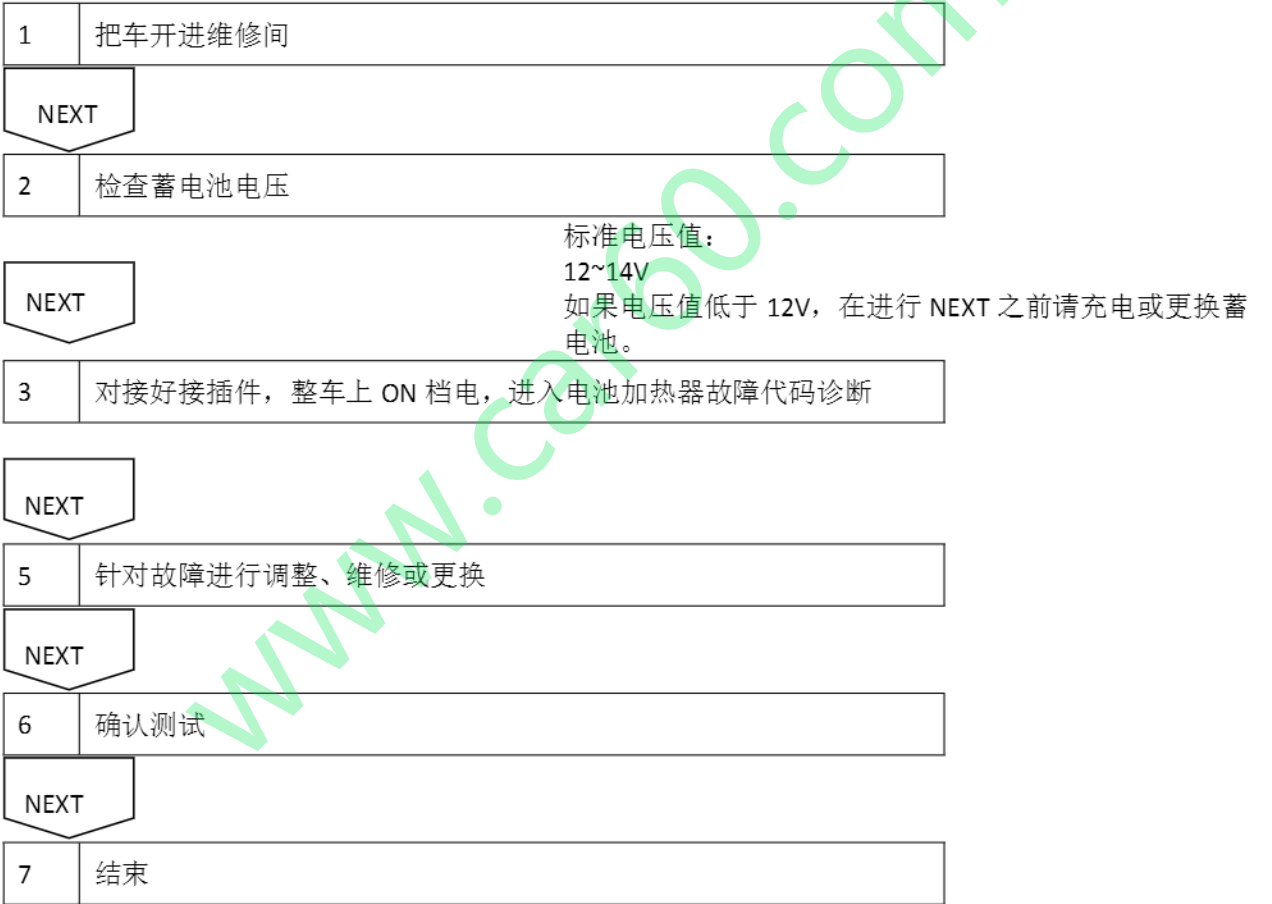 1 把车开进维修间
NEXT
2 检查蓄电池电压
标准电压值：
12~14V
如果电压值低于 12V，在进行 NEXT 之前请充电或更换蓄
电池。
NEXT
3 对接好接插件，整车上 ON 档电，进入电池加热器故障代码诊断
NEXT
5 针对故障进行调整、维修或更换
NEXT
6 确认测试
NEXT
7 结束
www.car60.com